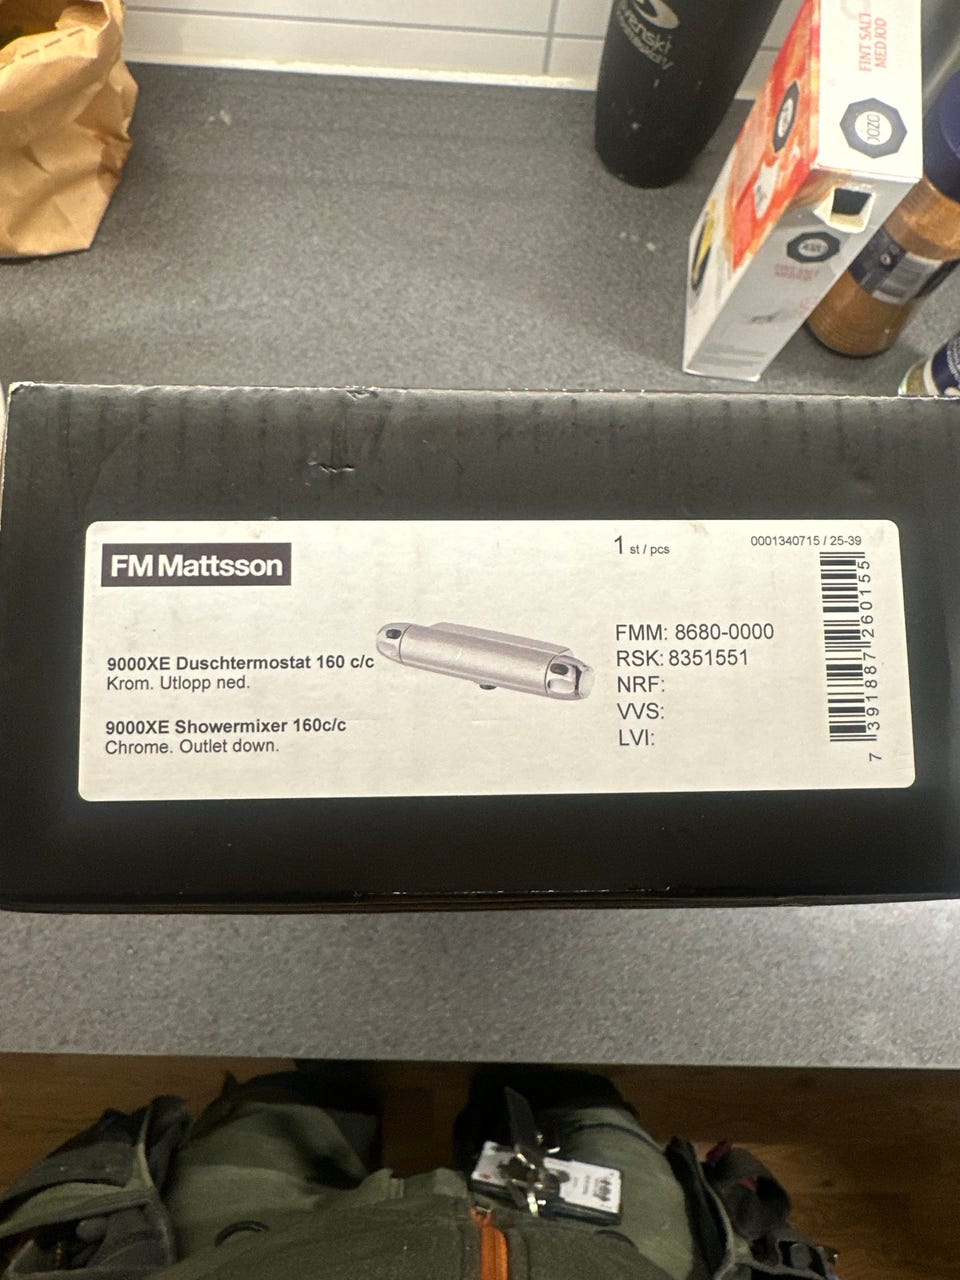 FINT SALT
MED JOD
JOZO
FM Mattsson
1 st / pcs
0001340715 / 25-39
9000XE Duschtermostat 160 c/c
Krom. Utlopp ned.
9000XE Showermixer 160c/c
Chrome. Outlet down.
FMM: 8680-0000
RSK: 8351551
NRF:
VVS:
LVI:
7 391887 260155